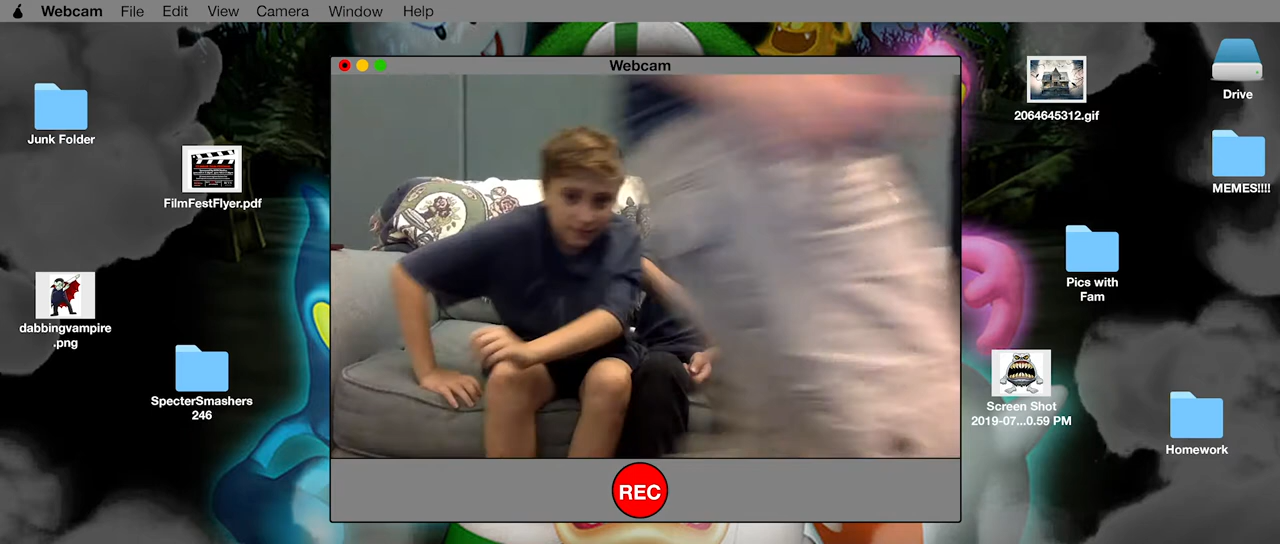 Webcam File Edit View Camera Window Help
Webcam
Junk Folder
FilmFestFlyer.pdf
dabbingvampire
.png
SpecterSmashers
246
2064645312.gif
Drive
MEMES!!!!
Pics with
Fam
Screen Shot
2019-07...0.59 PM
Homework
REC